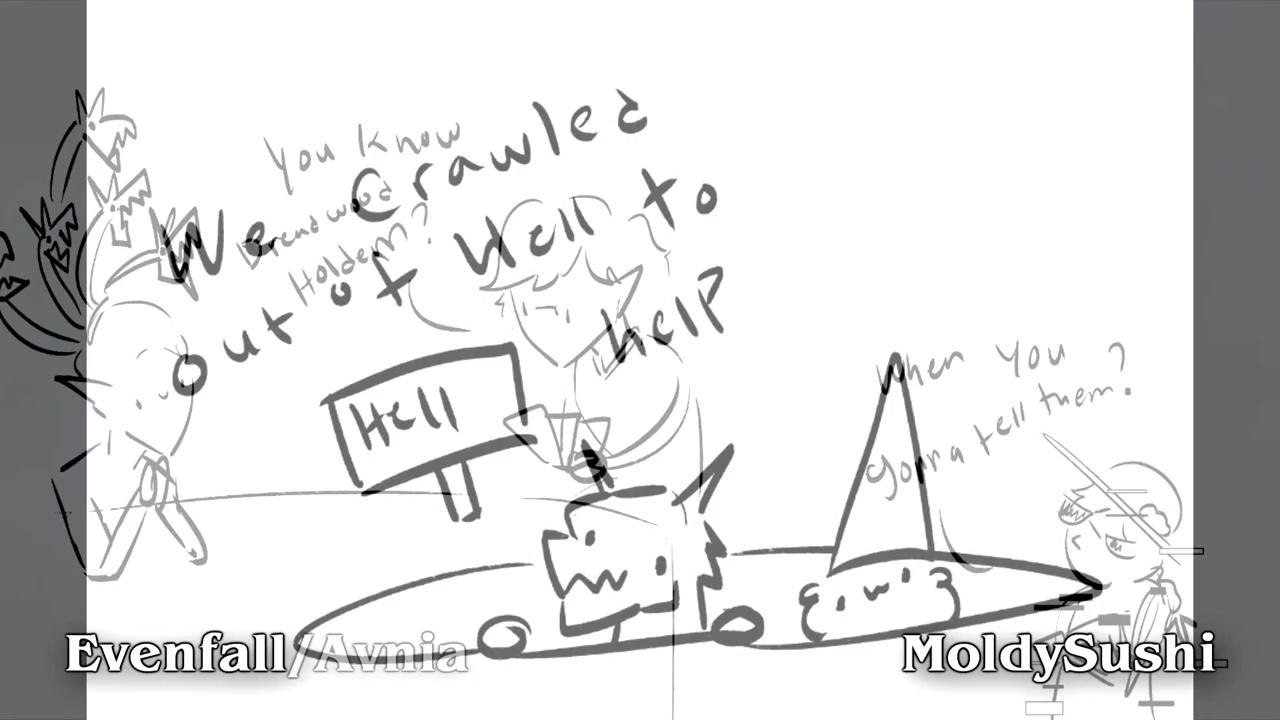 You know
Dreadwood
Holdem?
We Crawled
out of Hell to
help
Hell
When you
gonna tell them?
Evenfall/Avnia
MoldySushi